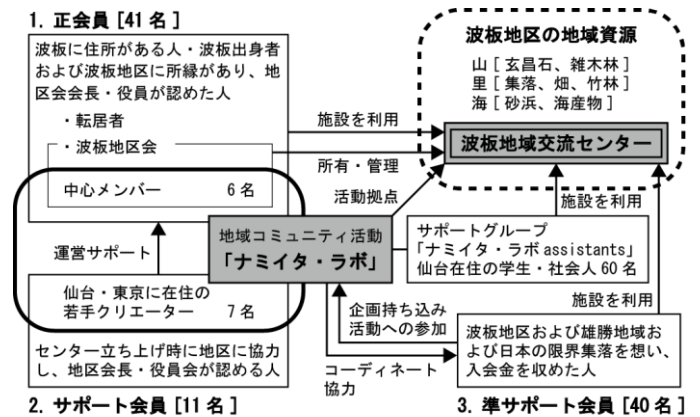 1. 正会員 [41 名 ]
波板に住所がある人・波板出身者
および波板地区に所縁があり、地
区会会長・役員が認めた人
・転居者
・波板地区会
中心メンバー 6 名
運営サポート
仙台・東京に在住の
若手クリエーター 7 名
センター立ち上げ時に地区に協力
し、地区会長・役員会が認める人
2. サポート会員 [11 名 ]
施設を利用
所有・管理
活動拠点
地域コミュニティ活動
「ナミイタ・ラボ」
波板地区の地域資源
山 [ 玄昌石、雑木林 ]
里 [ 集落、畑、竹林 ]
海 [ 砂浜、海産物 ]
波板地域交流センター
施設を利用
サポートグループ
「ナミイタ・ラボ assistants」
仙台在住の学生・社会人 60 名
企画持ち込み
活動への参加
コーディネート
協力
施設を利用
波板地区および雄勝地域お
よび日本の限界集落を想い、
入会金を収めた人
3. 準サポート会員 [40 名 ]